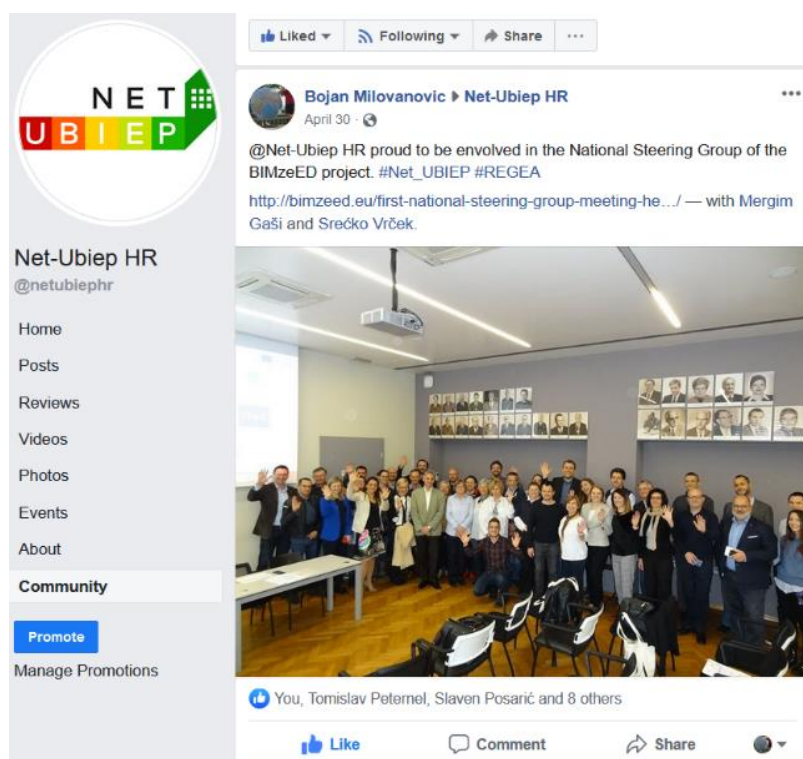 NET
UBIEP
Net-Ubiep HR
@netubiephr
Home
Posts
Reviews
Videos
Photos
Events
About
Community
Promote
Manage Promotions
Liked
Following
Share
Bojan Milovanovic Net-Ubiep HR
April 30
@Net-Ubiep HR proud to be envolved in the National Steering Group of the
BIMzeED project. #Net_UBIEP #REGEA
http://bimzeed.eu/first-national-steering-group-meeting-he…/ — with Mergim
Gaši and Srećko Vrček.
You, Tomislav Peternel, Slaven Posarić and 8 others
Like Comment Share